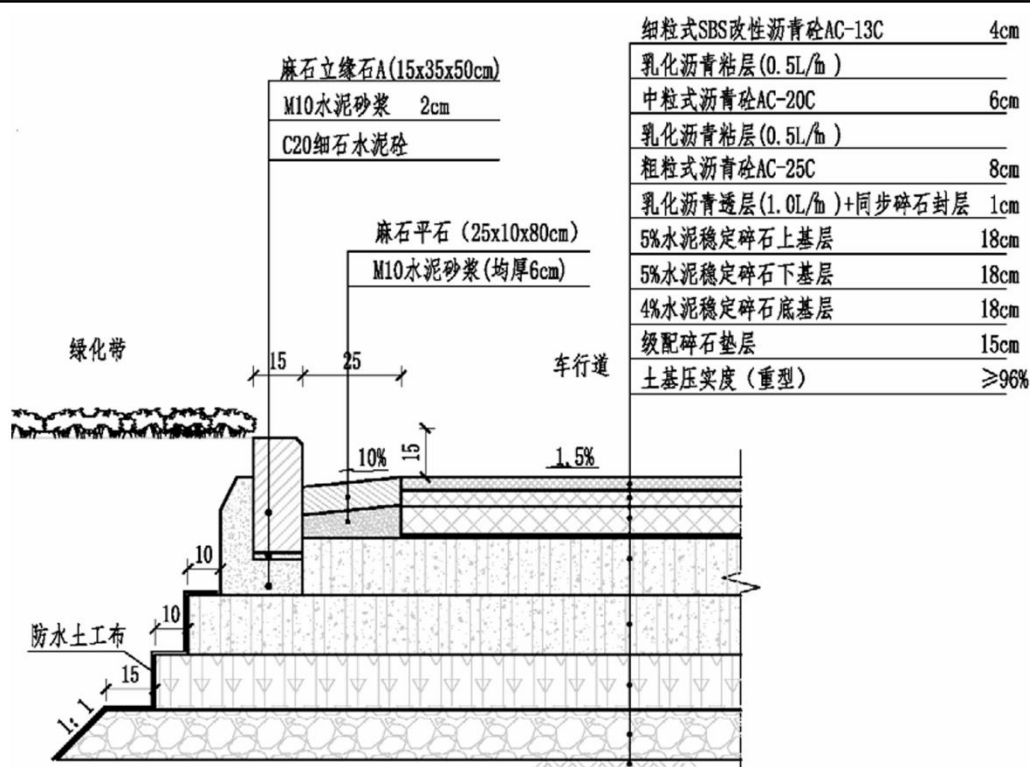 细粒式SBS改性沥青砼AC-13C 4cm
乳化沥青粘层(0.5L/㎡)
中粒式沥青砼AC-20C 6cm
乳化沥青粘层(0.5L/㎡)
粗粒式沥青砼AC-25C 8cm
乳化沥青透层(1.0L/㎡)+同步碎石封层 1cm
5%水泥稳定碎石上基层 18cm
5%水泥稳定碎石下基层 18cm
4%水泥稳定碎石底基层 18cm
级配碎石垫层 15cm
土基压实度（重型） ≥96%
麻石立缘石A(15x35x50cm)
M10水泥砂浆 2cm
C20细石水泥砼
麻石平石（25x10x80cm）
M10水泥砂浆(均厚6cm)
绿化带
15
25
车行道
10%
15
1.5%
10
10
防水土工布
15
1:1